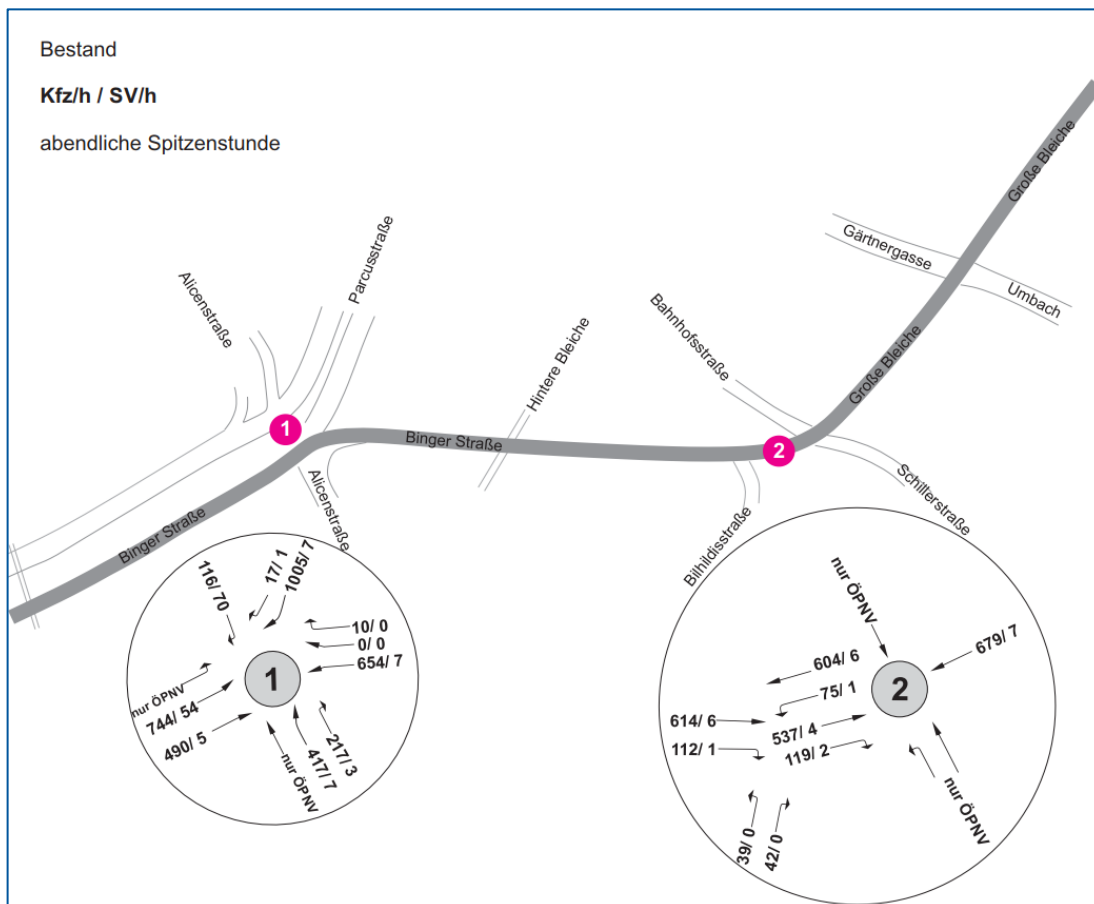 Bestand
Kfz/h / SV/h
abendliche Spitzenstunde
Große Bleiche
Gärtnergasse
Umbach
Parcusstraße
Alicenstraße
Bahnhofsstraße
Hintere Bleiche
Große Bleiche
1
Binger Straße
2
Schillerstraße
Alicenstraße
Binger Straße
Bilhildisstraße
116/ 70
17/ 1
1005/ 7
10/ 0
0/ 0
654/ 7
1
nur ÖPNV
744/ 54
490/ 5
nur ÖPNV
417/ 7
217/ 3
nur ÖPNV
679/ 7
604/ 6
75/ 1
2
614/ 6
537/ 4
112/ 1
119/ 2
nur ÖPNV
39/ 0
42/ 0